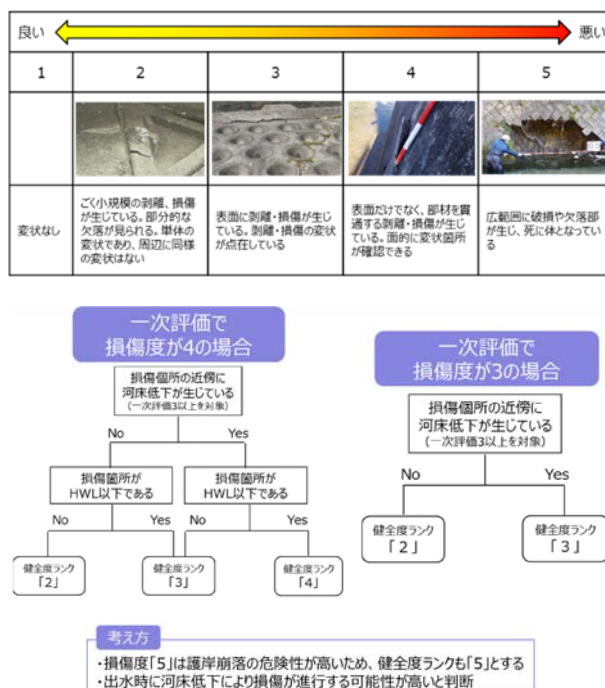 良い
悪い
1
2
3
4
5
変状なし
ごく小規模の剥離、損傷
が生じている。部分的な
欠落が見られる。単体の
変状であり、周辺に同様
の変状はない
表面に剥離・損傷が生じ
ている。剥離・損傷の変状
が点在している
表面だけでなく、部材を貫
通する剥離・損傷が生じ
ている。面的に変状箇所
が確認できる
広範囲に破損や欠落部
が生じ、死に体となってい
る
一次評価で
損傷度が4の場合
損傷個所の近傍に
河床低下が生じている
(一次評価3以上を対象)
No
Yes
損傷箇所が
HWL以下である
損傷箇所が
HWL以下である
No
Yes
No
Yes
健全度ランク
「2」
健全度ランク
「3」
健全度ランク
「4」
一次評価で
損傷度が3の場合
損傷個所の近傍に
河床低下が生じている
(一次評価3以上を対象)
No
Yes
健全度ランク
「2」
健全度ランク
「3」
考え方
・損傷度「5」は護岸崩落の危険性が高いため、健全度ランクも「5」とする
・出水時に河床低下により損傷が進行する可能性が高いと判断